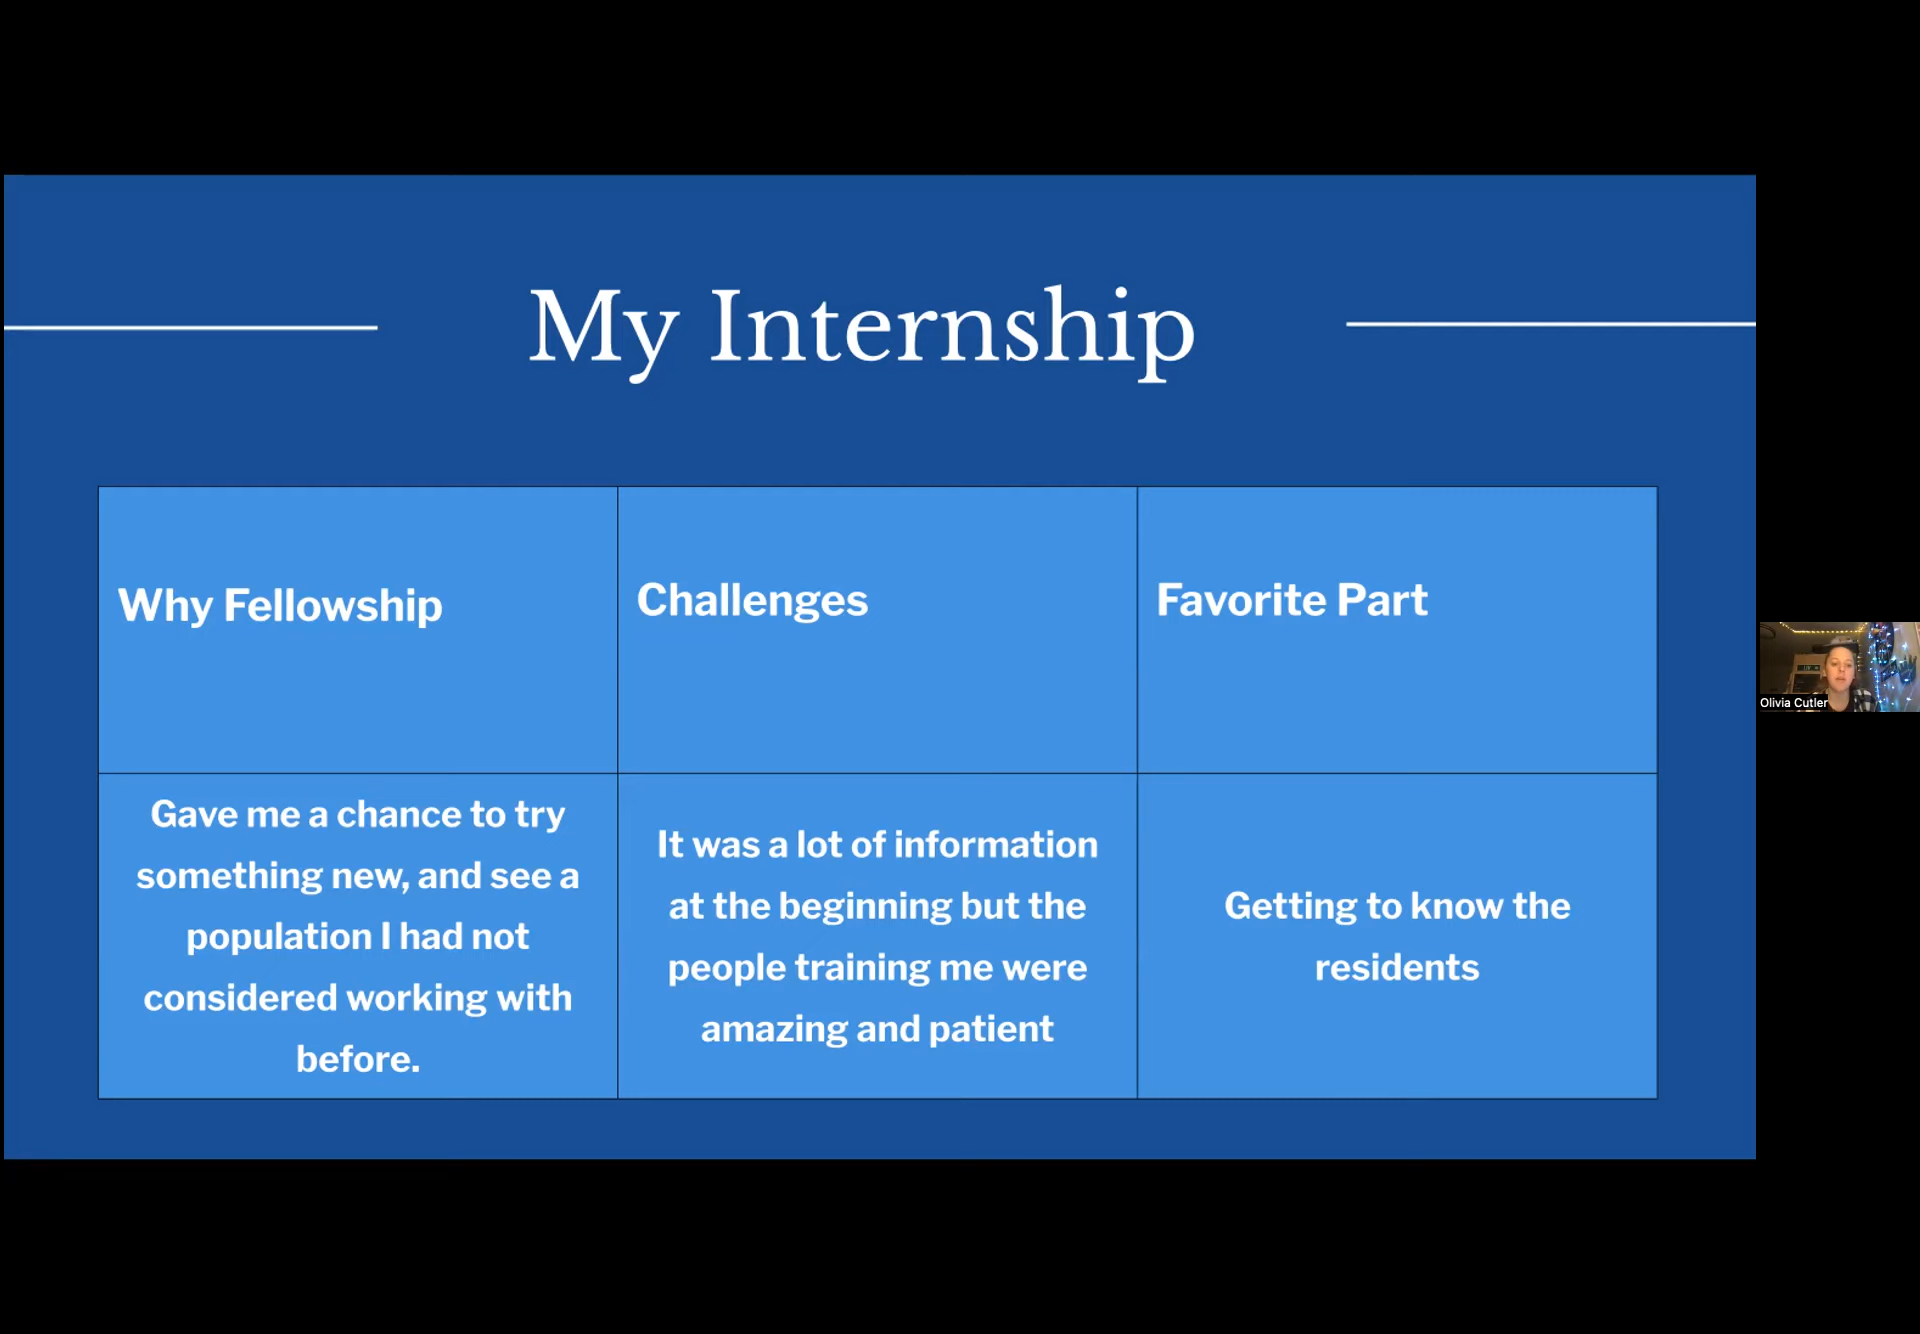 My Internship
Why Fellowship
Challenges
Favorite Part
Gave me a chance to try
something new, and see a
population I had not
considered working with
before.
It was a lot of information
at the beginning but the
people training me were
amazing and patient
Getting to know the
residents
Olivia Cutler